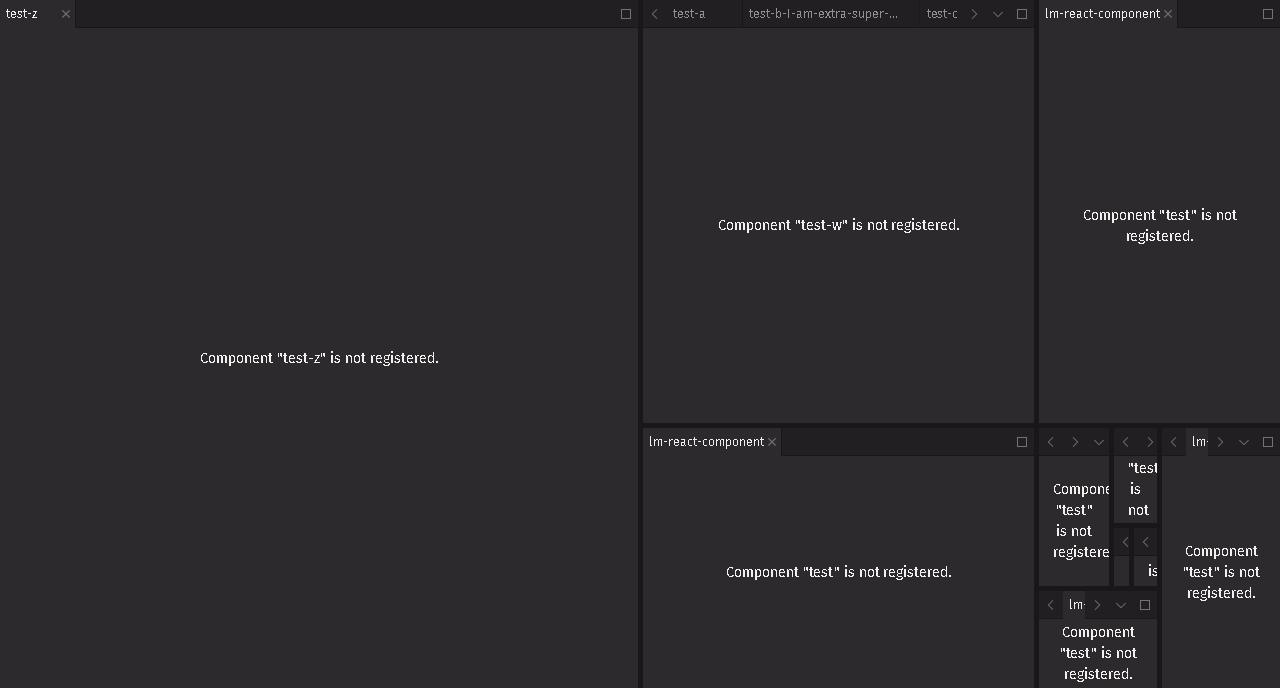 test-z
test-a
test-b-I-am-extra-super-...
test-c
lm-react-component
Component "test-z" is not registered.
Component "test-w" is not registered.
Component "test" is not
registered.
lm-react-component
Component "test" is not registered.
Compone
"test"
is not
registere
"test
is
not
is
lm-
Component
"test" is not
registered.
lm-
Component
"test" is not
registered.